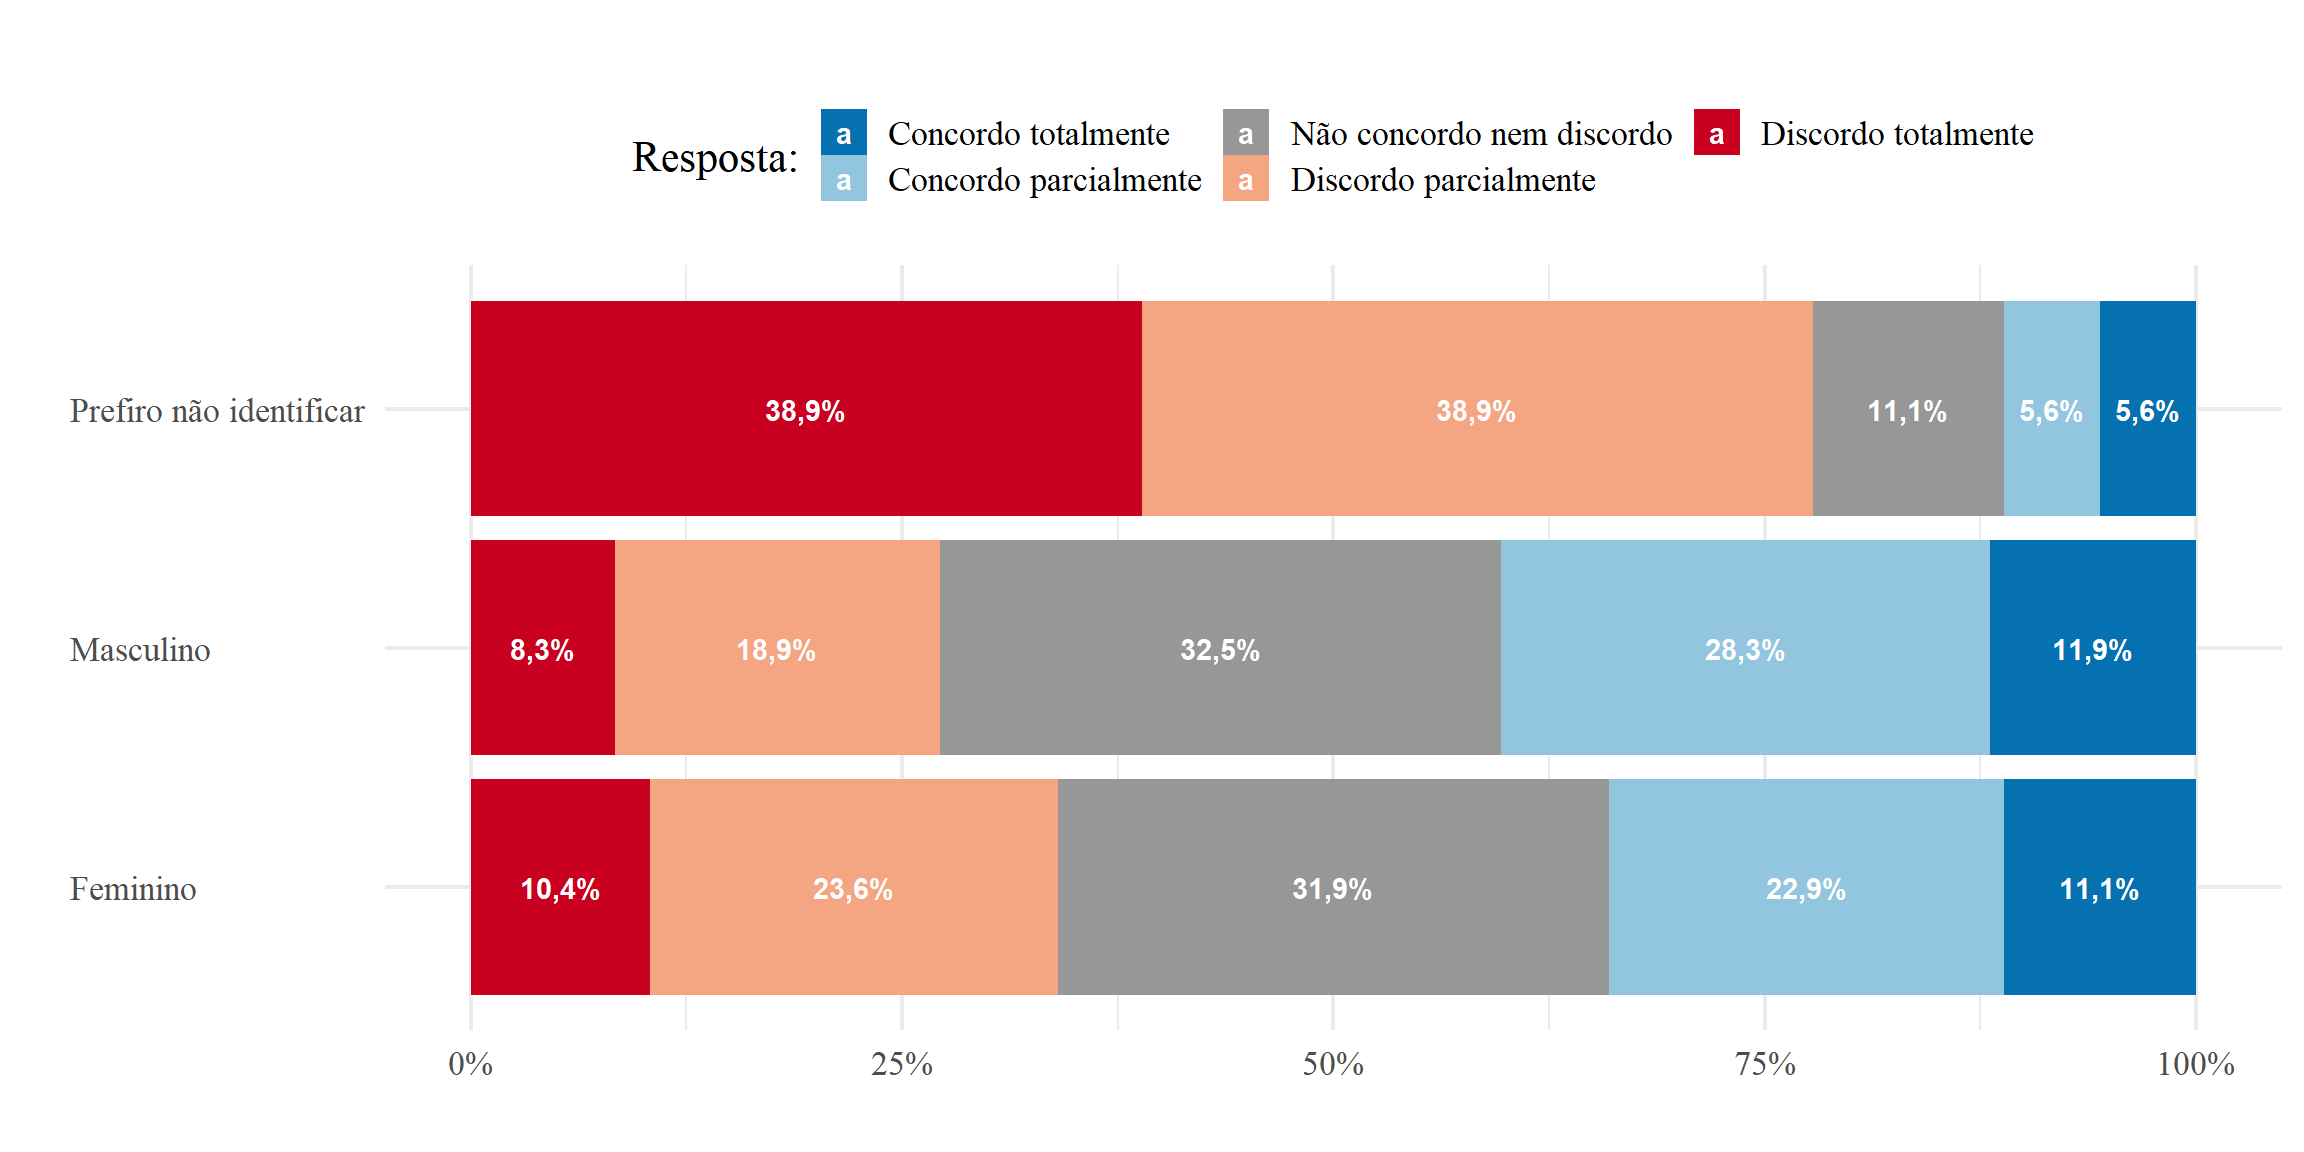 Resposta:
a Concordo totalmente a Não concordo nem discordo a Discordo totalmente
a Concordo parcialmente a Discordo parcialmente
Prefiro não identificar 38,9% 38,9% 11,1% 5,6% 5,6%
Masculino 8,3% 18,9% 32,5% 28,3% 11,9%
Feminino 10,4% 23,6% 31,9% 22,9% 11,1%
0% 25% 50% 75% 100%